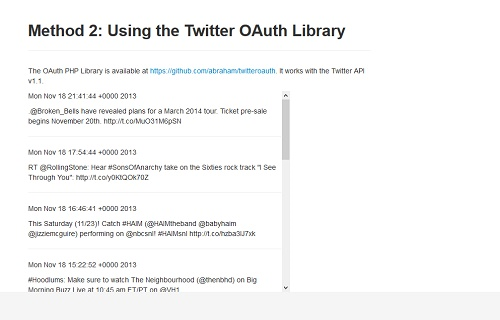 Method 2: Using the Twitter OAuth Library
The OAuth PHP Library is available at https://github.com/abraham/twitteroauth. It works with the Twitter API
v1.1.
Mon Nov 18 21:41:44 +0000 2013
.@Broken_Bells have revealed plans for a March 2014 tour. Ticket pre-sale
begins November 20th. http://t.co/MuO31M6pSN
Mon Nov 18 17:54:44 +0000 2013
RT @RollingStone: Hear #SonsOfAnarchy take on the Sixties rock track "I See
Through You": http://t.co/y0KtQOk70Z
Mon Nov 18 16:46:41 +0000 2013
This Saturday (11/23)! Catch #HAIM (@HAIMtheband @babyhaim
@jizziemcguire) performing on @nbcsnl! #HAIMsnl http://t.co/hzba3U7xk
Mon Nov 18 15:22:52 +0000 2013
#Hoodlums: Make sure to watch The Neighbourhood (@thenbhd) on Big
Morning Buzz Live at 10:45 am ET/PT on @VH1